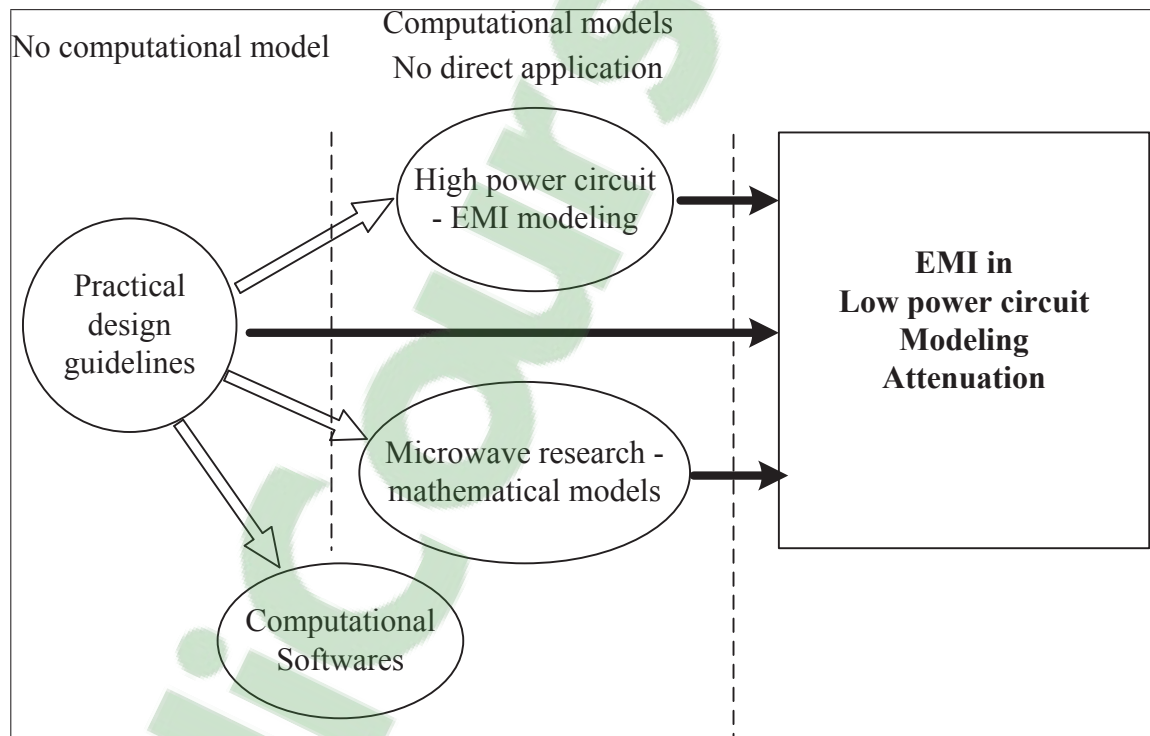 No computational model
Computational models
No direct application
High power circuit
- EMI modeling
Practical
design
guidelines
EMI in
Low power circuit
Modeling
Attenuation
Microwave research -
mathematical models
Computational
Softwares